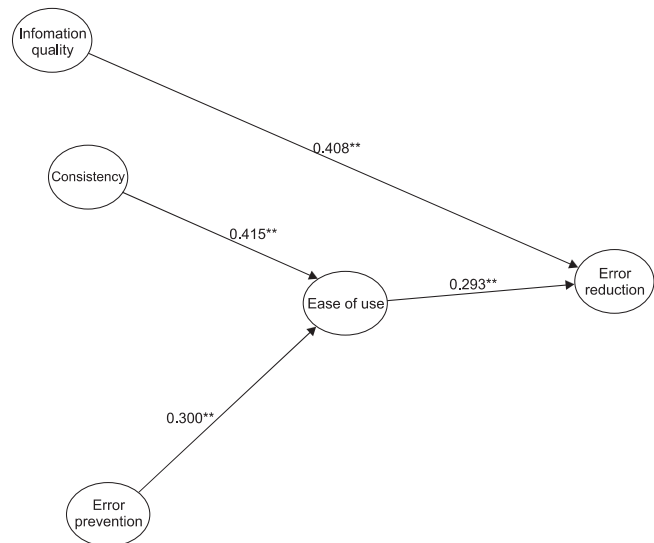 Infomation
quality
0.408**
Consistency
0.415**
Error
reduction
0.293**
Ease of use
0.300**
Error
prevention